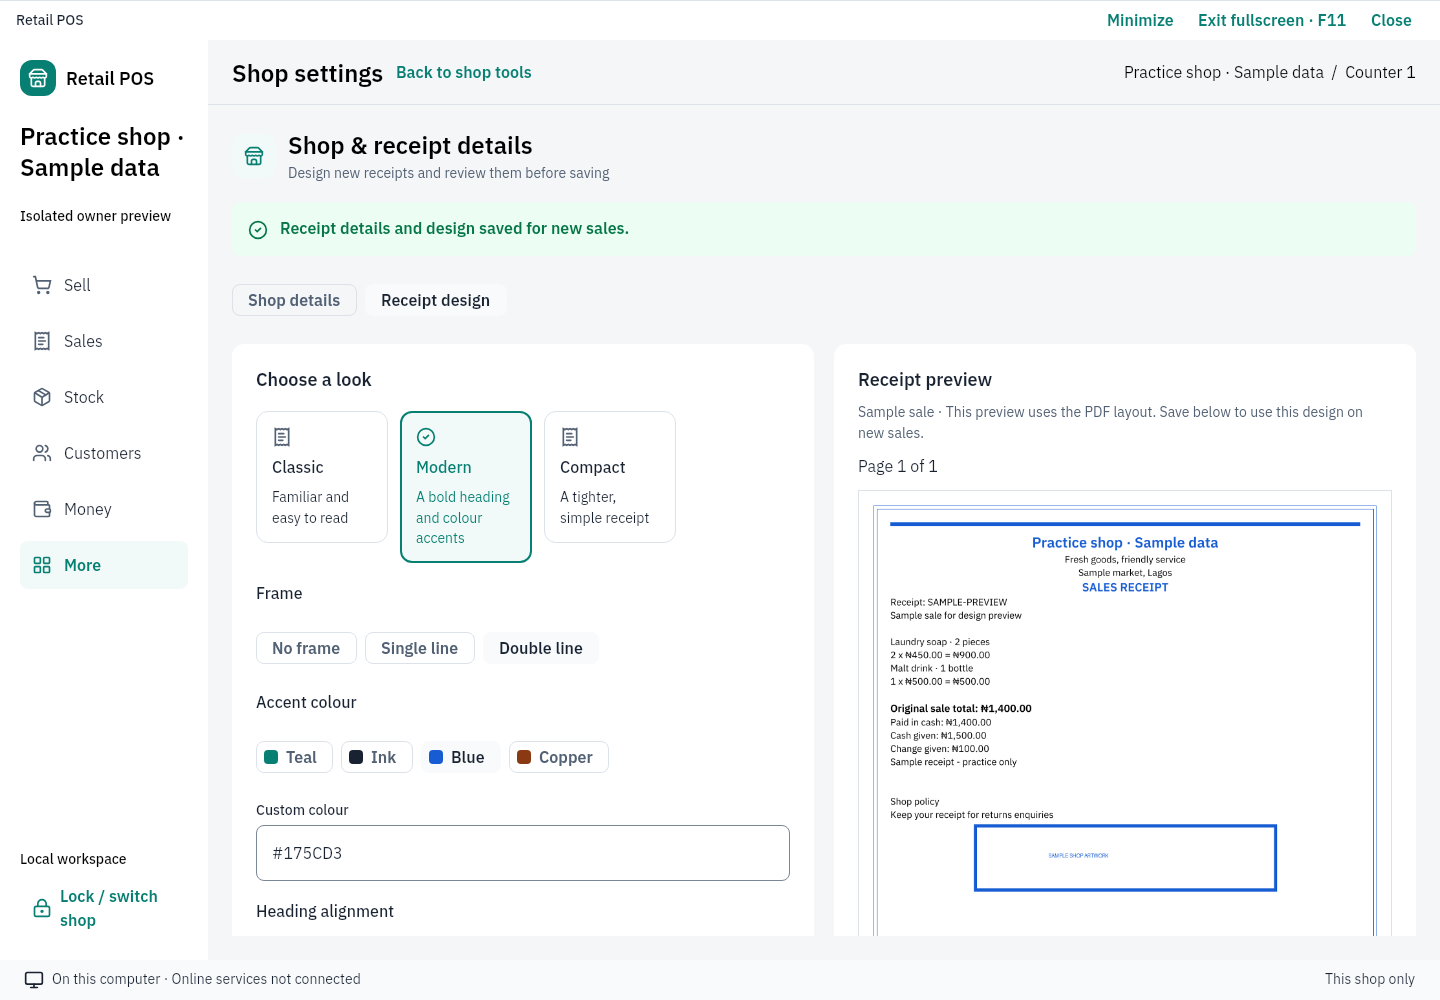 Retail POS
Minimize
Exit fullscreen · F11
Close
Retail POS
Practice shop ·
Sample data
Isolated owner preview
Sell
Sales
Stock
Customers
Money
More
Local workspace
Lock / switch
shop
Shop settings
Back to shop tools
Practice shop · Sample data / Counter 1
Shop & receipt details
Design new receipts and review them before saving
Receipt details and design saved for new sales.
Shop details
Receipt design
Choose a look
Classic
Familiar and
easy to read
Modern
A bold heading
and colour
accents
Compact
A tighter,
simple receipt
Frame
No frame
Single line
Double line
Accent colour
Teal
Ink
Blue
Copper
Custom colour
#175CD3
Heading alignment
Receipt preview
Sample sale · This preview uses the PDF layout. Save below to use this design on
new sales.
Page 1 of 1
Practice shop · Sample data
Fresh goods, friendly service
Sample market, Lagos
SALES RECEIPT
Receipt: SAMPLE-PREVIEW
Sample sale for design preview
Laundry soap · 2 pieces
2 x ₦450.00 = ₦900.00
Malt drink · 1 bottle
1 x ₦500.00 = ₦500.00
Original sale total: ₦1,400.00
Paid in cash: ₦1,400.00
Cash given: ₦1,500.00
Change given: ₦100.00
Sample receipt - practice only
Shop policy
Keep your receipt for returns enquiries
SAMPLE SHOP ARTWORK
On this computer · Online services not connected
This shop only